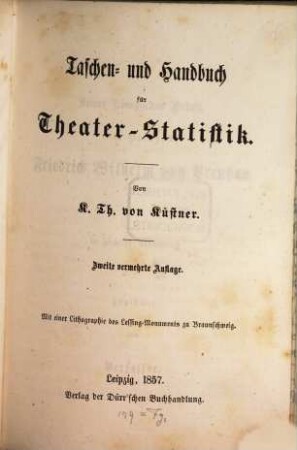 Taschen- und Handbuch
für
Theater-Statistik.
Von
K. Th. von Küstner.
Zweite vermehrte Auflage.
Mit einer Lithographie des Lessing-Monuments zu Braunschweig.
Leipzig, 1857.
Verlag der Dürr'schen Buchhandlung.